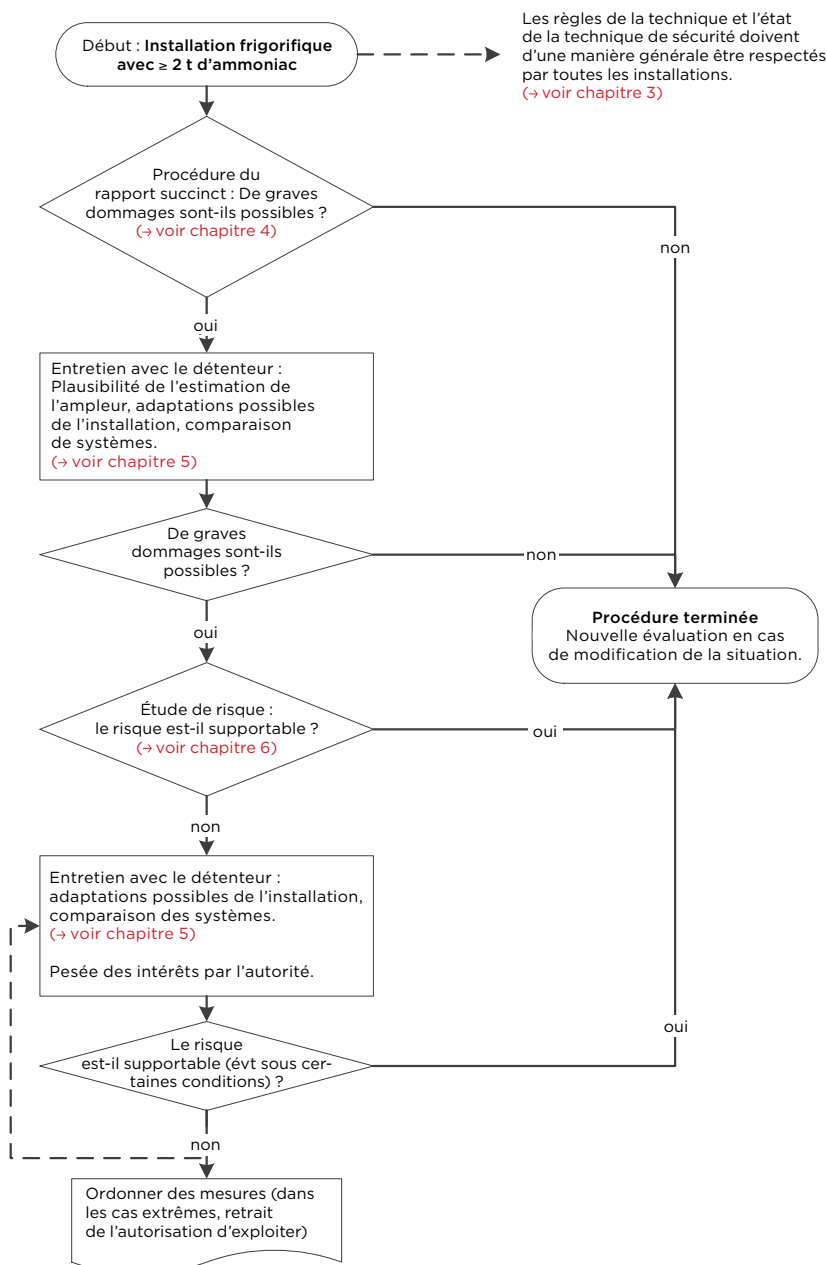 Début : Installation frigorifique
avec ≥ 2 t d’ammoniac
Les règles de la technique et l’état
de la technique de sécurité doivent
d’une manière générale être respectés
par toutes les installations.
(→ voir chapitre 3)
Procédure du
rapport succinct : De graves
dommages sont-ils possibles ?
(→ voir chapitre 4)
non
oui
Entretien avec le détenteur :
Plausibilité de l’estimation de
l’ampleur, adaptations possibles
de l’installation, comparaison
de systèmes.
(→ voir chapitre 5)
De graves
dommages sont-ils
possibles ?
non
oui
Procédure terminée
Nouvelle évaluation en cas
de modification de la situation.
Étude de risque :
le risque est-il supportable ?
(→ voir chapitre 6)
oui
non
Entretien avec le détenteur :
adaptations possibles de l’installation,
comparaison des systèmes.
(→ voir chapitre 5)
Pesée des intérêts par l’autorité.
oui
Le risque
est-il supportable (évt sous cer-
taines conditions) ?
non
Ordonner des mesures (dans
les cas extrêmes, retrait
de l’autorisation d’exploiter)